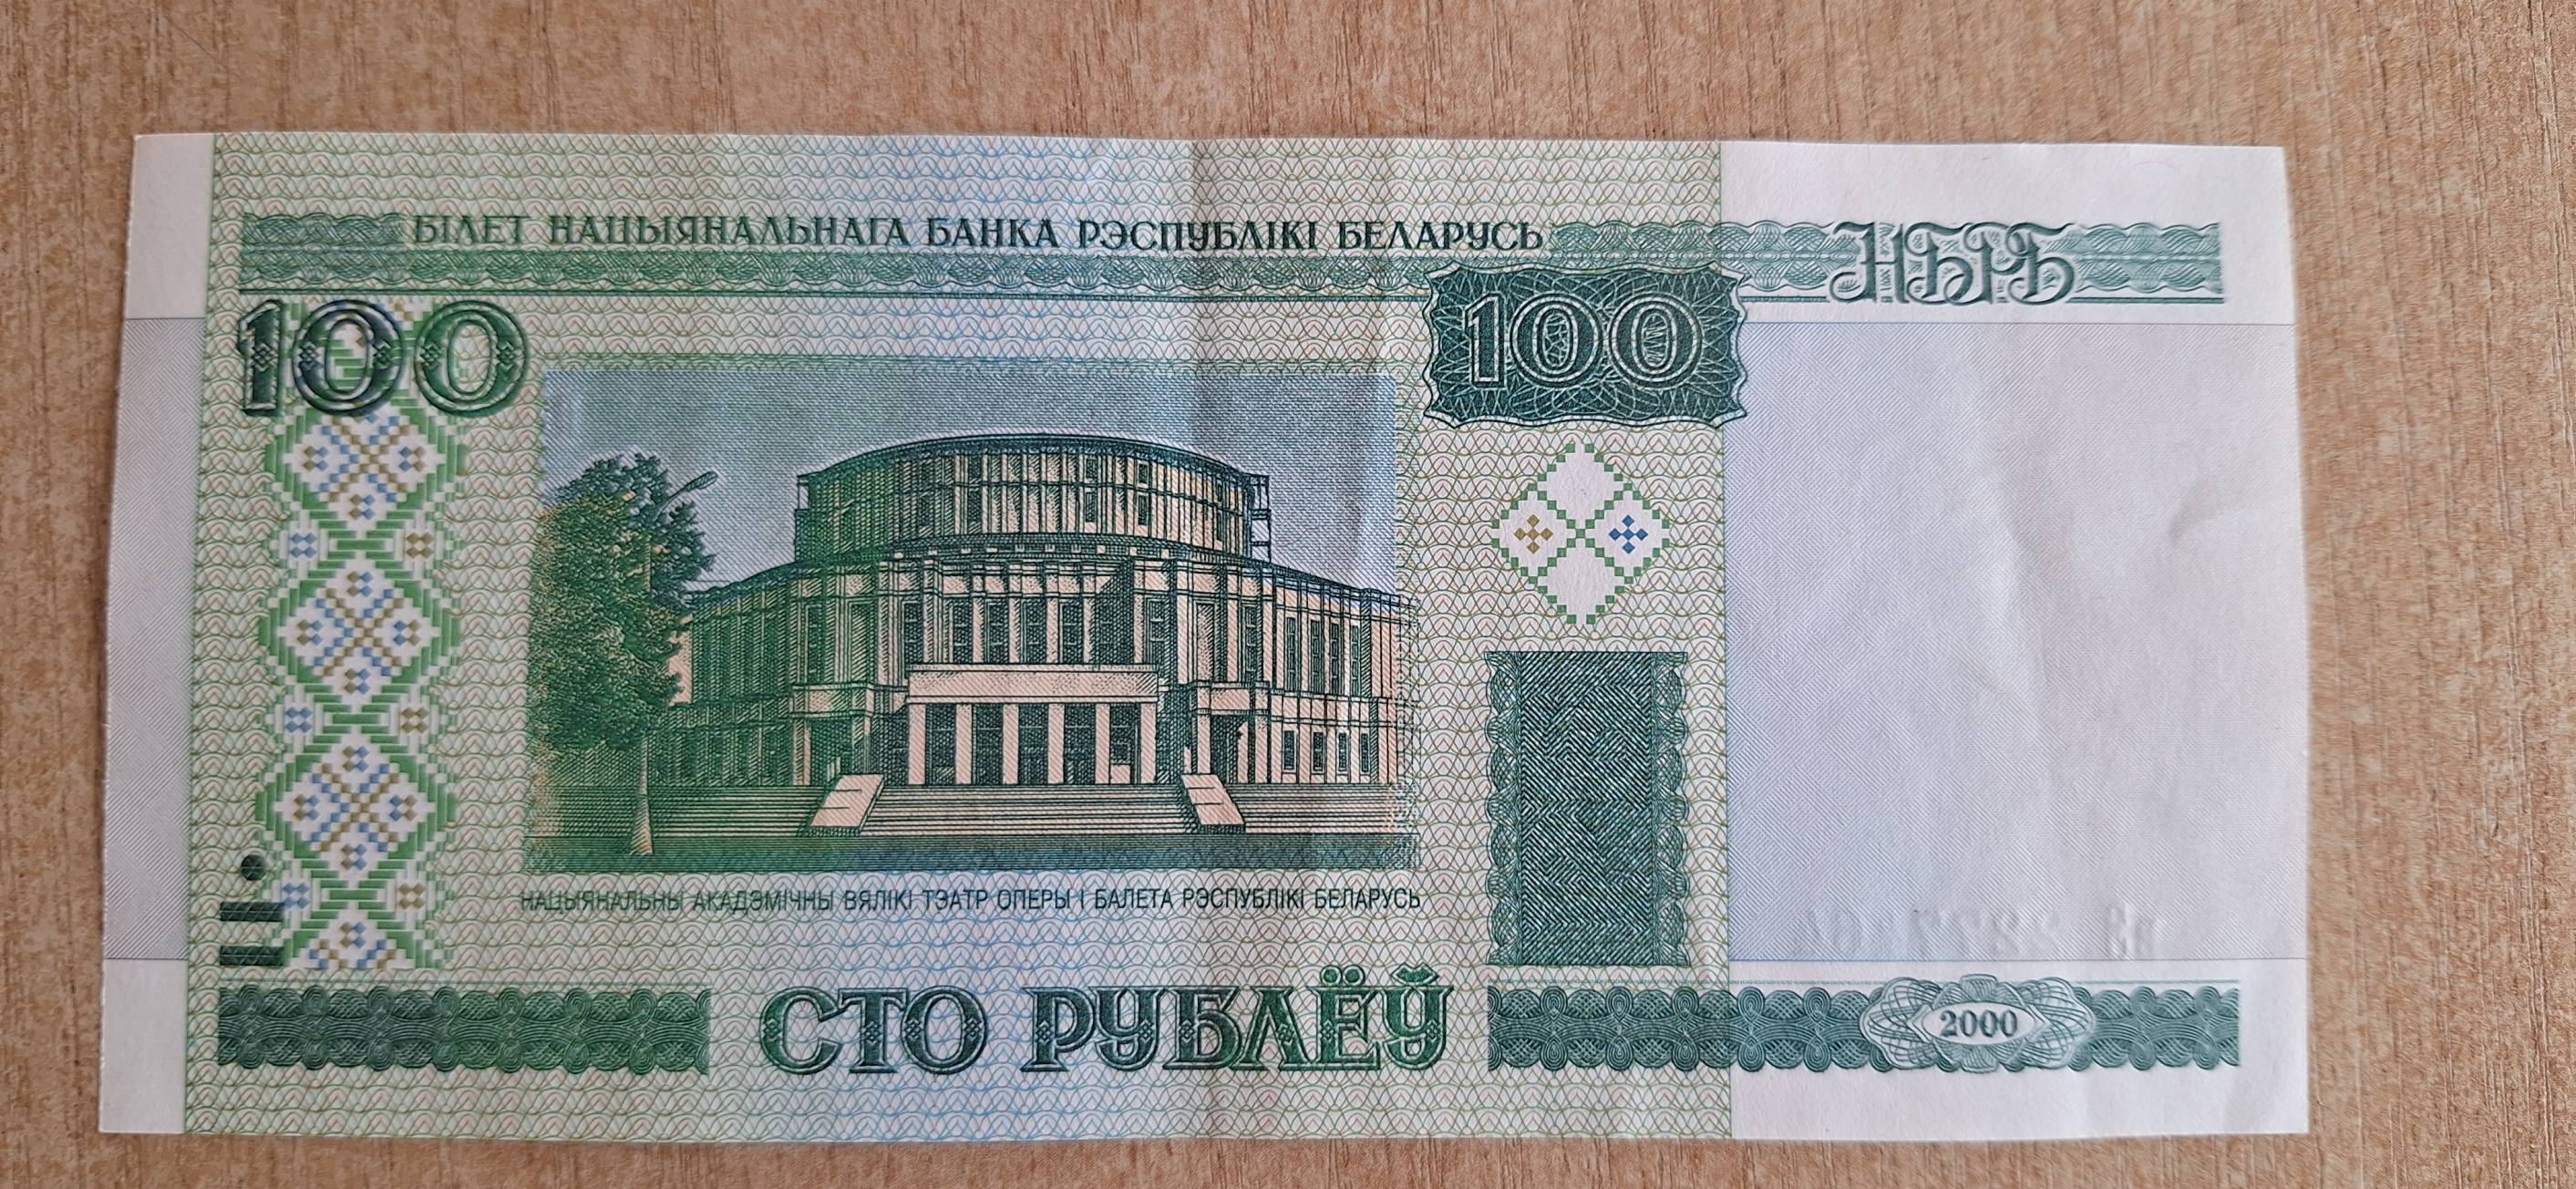 БІЛЕТ НАЦЫЯНАЛЬНАГА БАНКА РЭСПУБЛІКІ БЕЛАРУСЬ
НБРБ
100
100
НАЦЫЯНАЛЬНЫ АКАДЭМІЧНЫ ВЯЛІКІ ТЭАТР ОПЕРЫ І БАЛЕТА РЭСПУБЛІКІ БЕЛАРУСЬ
СТО РУБЛЁЎ
2000